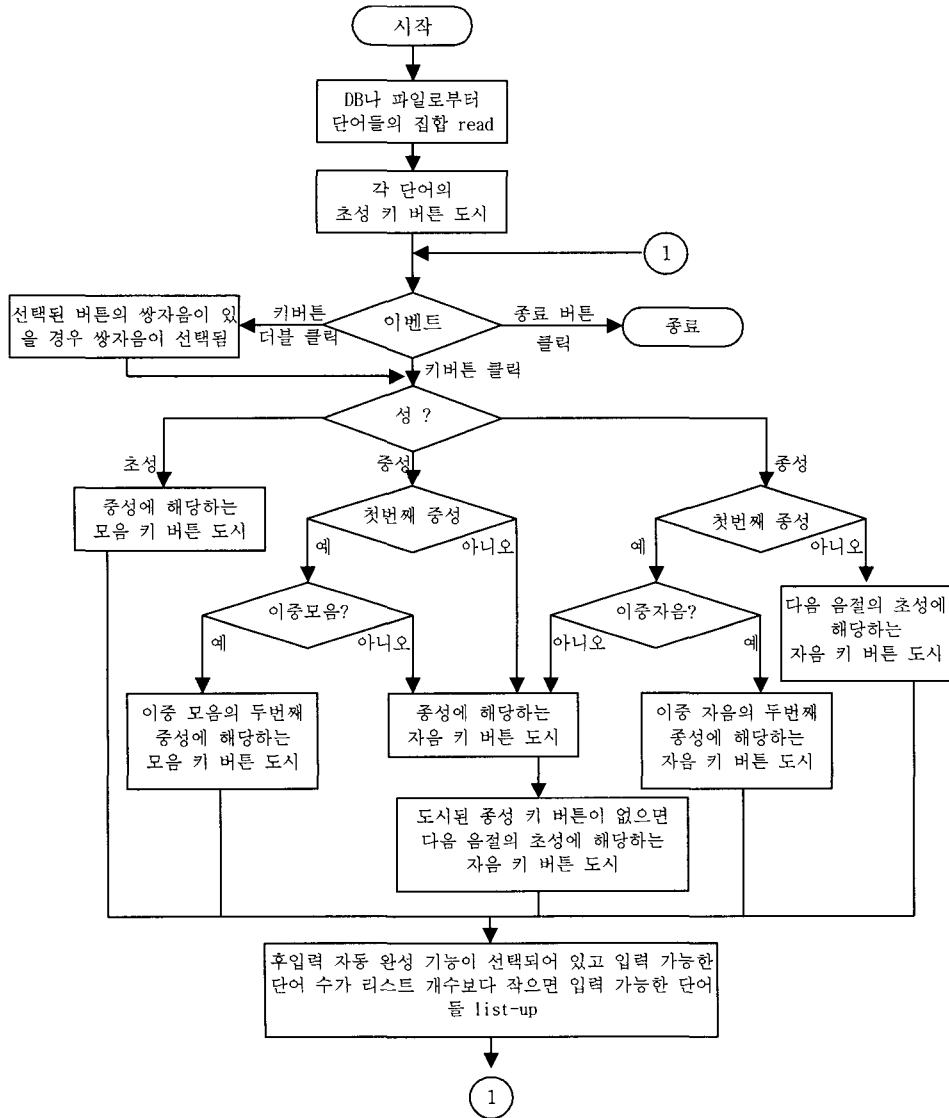 시작
DB나 파일로부터
단어들의 집합 read
각 단어의
초성 키 버튼 도시
1
선택된 버튼의 쌍자음이 있
을 경우 쌍자음이 선택됨
키버튼
더블 클릭
이벤트
종료 버튼
클릭
종료
키버튼 클릭
성 ?
초성
중성
종성
중성에 해당하는
모음 키 버튼 도시
첫번째 중성
첫번째 종성
예
아니오
예
아니오
이중모음?
이중자음?
다음 음절의 초성에
해당하는
자음 키 버튼 도시
예
아니오
아니오
예
이중 모음의 두번째
중성에 해당하는
모음 키 버튼 도시
종성에 해당하는
자음 키 버튼 도시
이중 자음의 두번째
종성에 해당하는
자음 키 버튼 도시
도시된 종성 키 버튼이 없으면
다음 음절의 초성에 해당하는
자음 키 버튼 도시
후입력 자동 완성 기능이 선택되어 있고 입력 가능한
단어 수가 리스트 개수보다 작으면 입력 가능한 단어
들 list-up
1